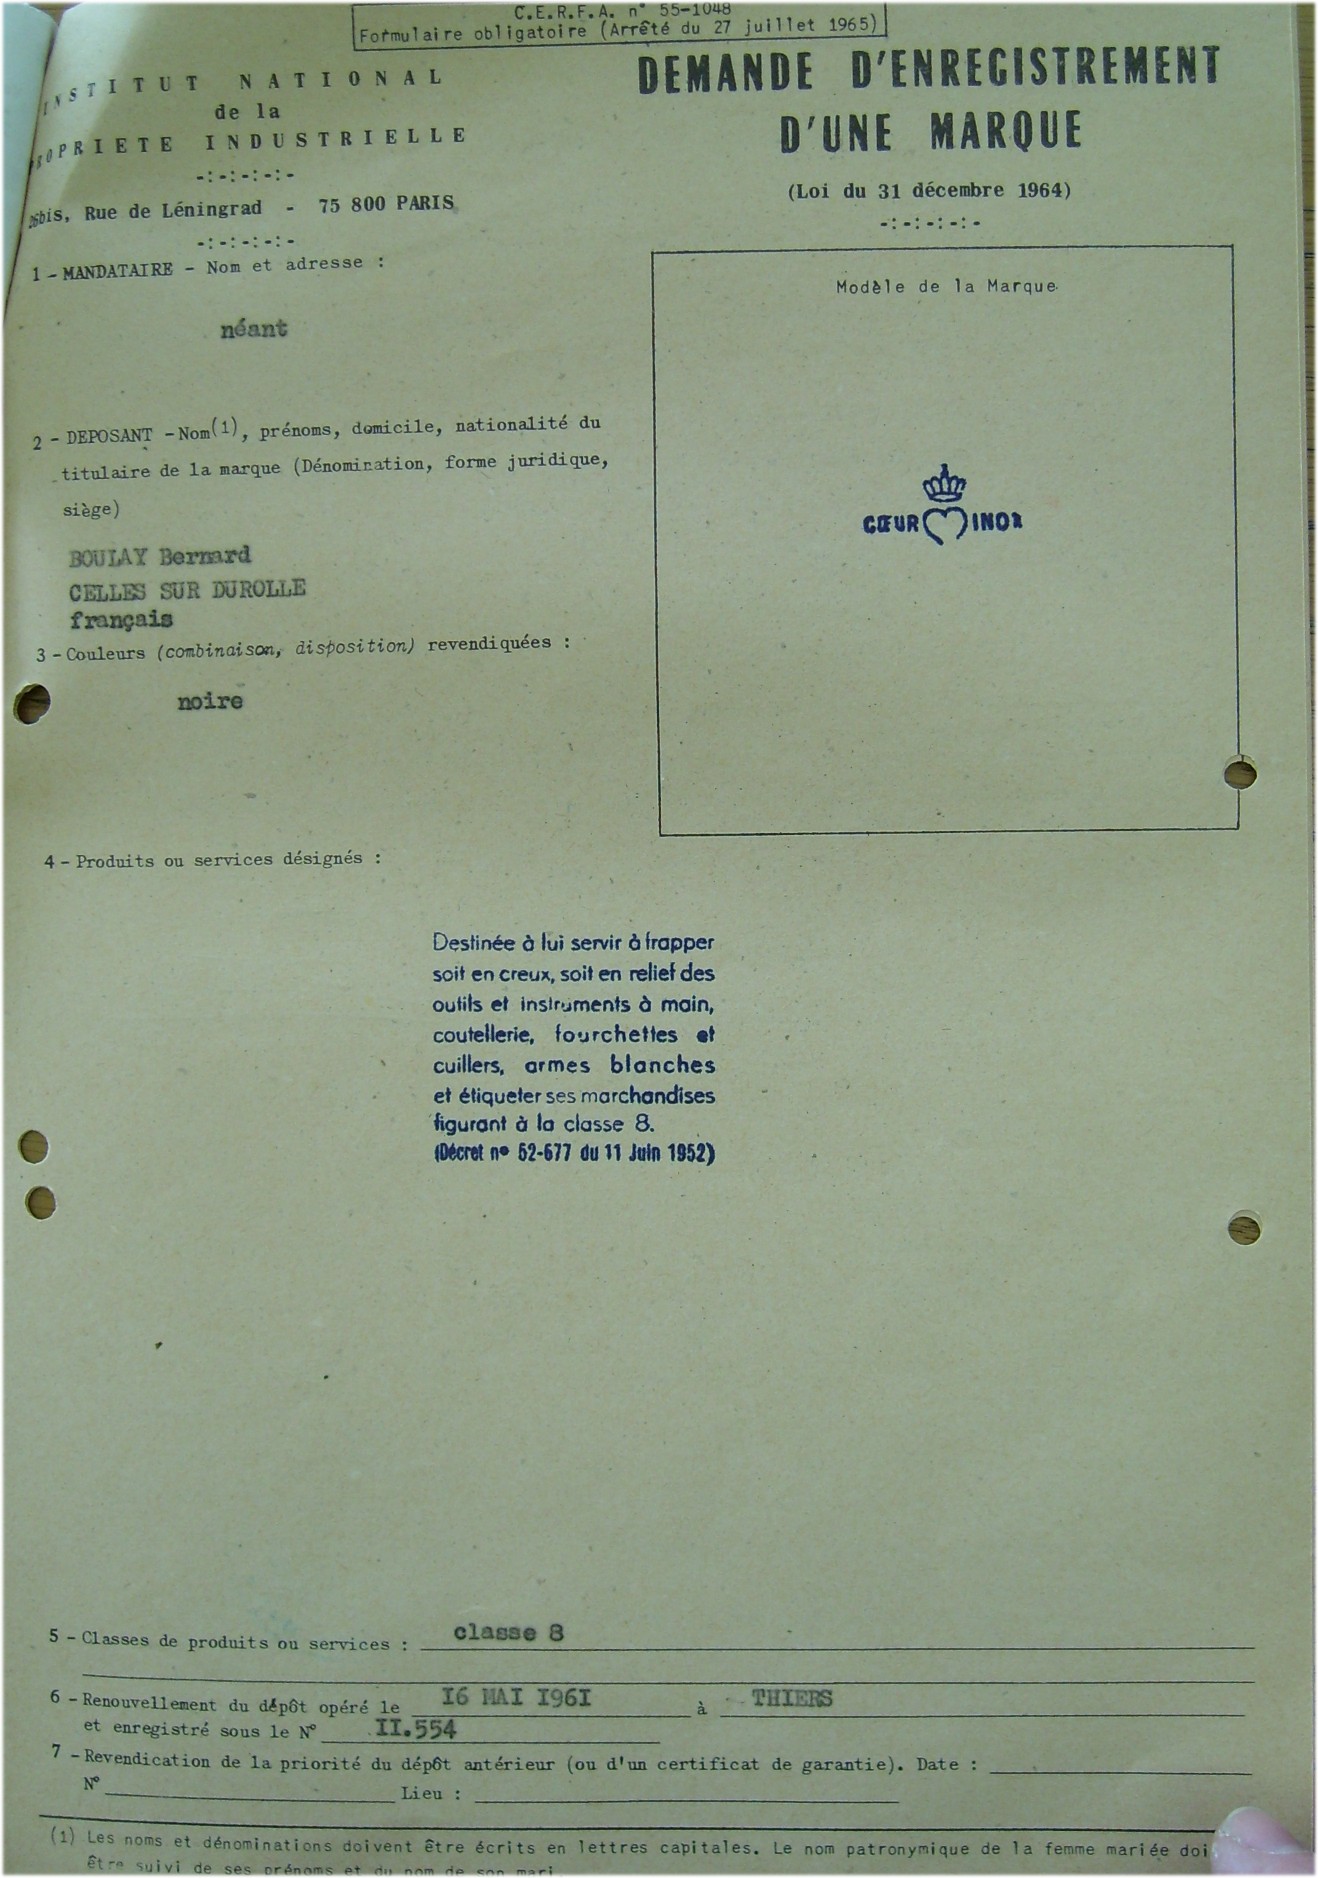 C.E.R.F.A. n° 55-1048
Formulaire obligatoire (Arrêté du 27 juillet 1965)
INSTITUT NATIONAL
de la
PROPRIETE INDUSTRIELLE
-:-:-:-:-
26bis, Rue de Léningrad - 75 800 PARIS
-:-:-:-:-
DEMANDE D'ENREGISTREMENT
D'UNE MARQUE
(Loi du 31 décembre 1964)
-:-:-:-:-
1 - MANDATAIRE - Nom et adresse :
néant
Modèle de la Marque
CŒUR INOX
2 - DEPOSANT - Nom(1), prénoms, domicile, nationalité du
titulaire de la marque (Dénomination, forme juridique,
siège)
BOULAY Bernard
CELLES SUR DUROLLE
français
3 - Couleurs (combinaison, disposition) revendiquées :
noire
4 - Produits ou services désignés :
Destinée à lui servir à frapper
soit en creux, soit en relief des
outils et instruments à main,
coutellerie, fourchettes et
cuillers, armes blanches
et étiqueter ses marchandises
figurant à la classe 8.
(Décret n° 52-677 du 11 Juin 1952)
5 - Classes de produits ou services : classe 8
6 - Renouvellement du dépôt opéré le I6 MAI I96I à THIERS
et enregistré sous le N° II.554
7 - Revendication de la priorité du dépôt antérieur (ou d'un certificat de garantie). Date :
N° Lieu :
(1) Les noms et dénominations doivent être écrits en lettres capitales. Le nom patronymique de la femme mariée doi
être suivi de ses prénoms et du nom de son mari